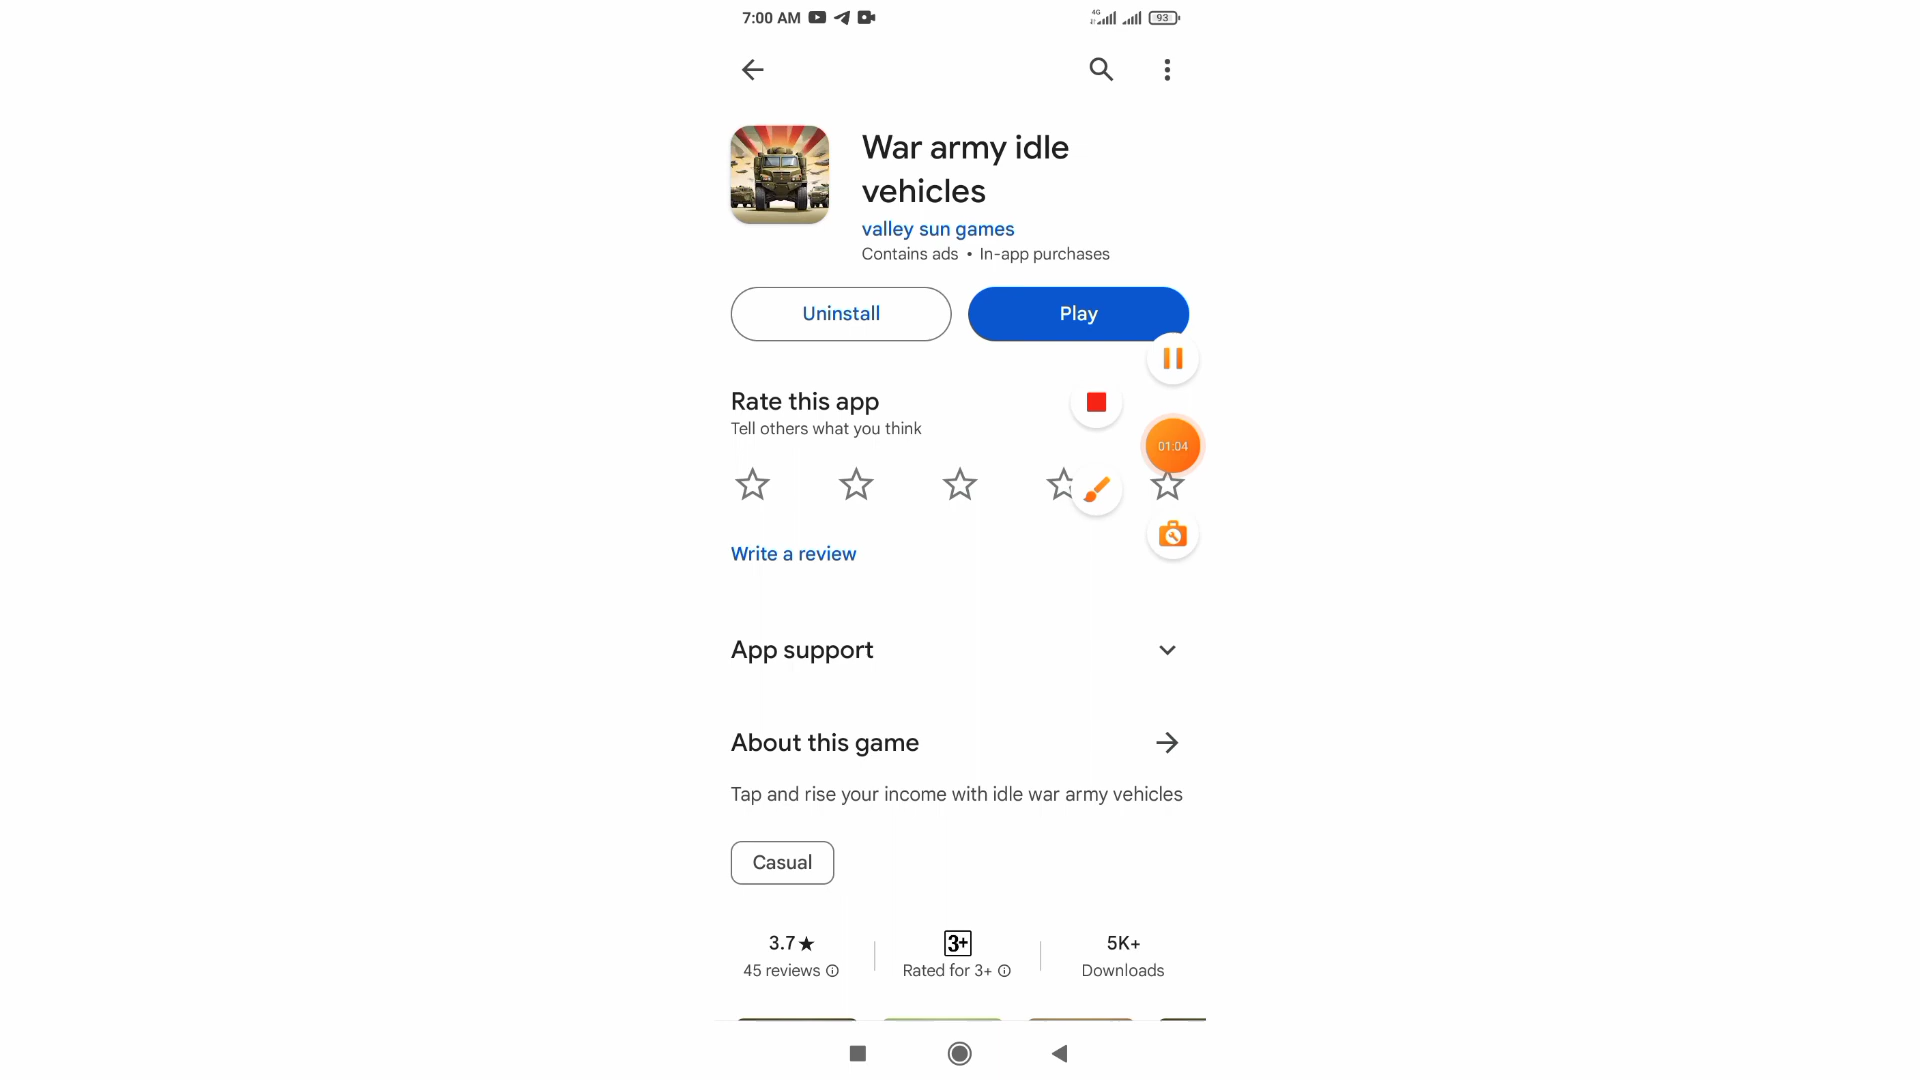 7:00 AM
4G
93
War army idle
vehicles
valley sun games
Contains ads • In-app purchases
Uninstall
Play
Rate this app
Tell others what you think
01:04
Write a review
App support
About this game
Tap and rise your income with idle war army vehicles
Casual
3.7★
3+
5K+
45 reviews
Rated for 3+
Downloads